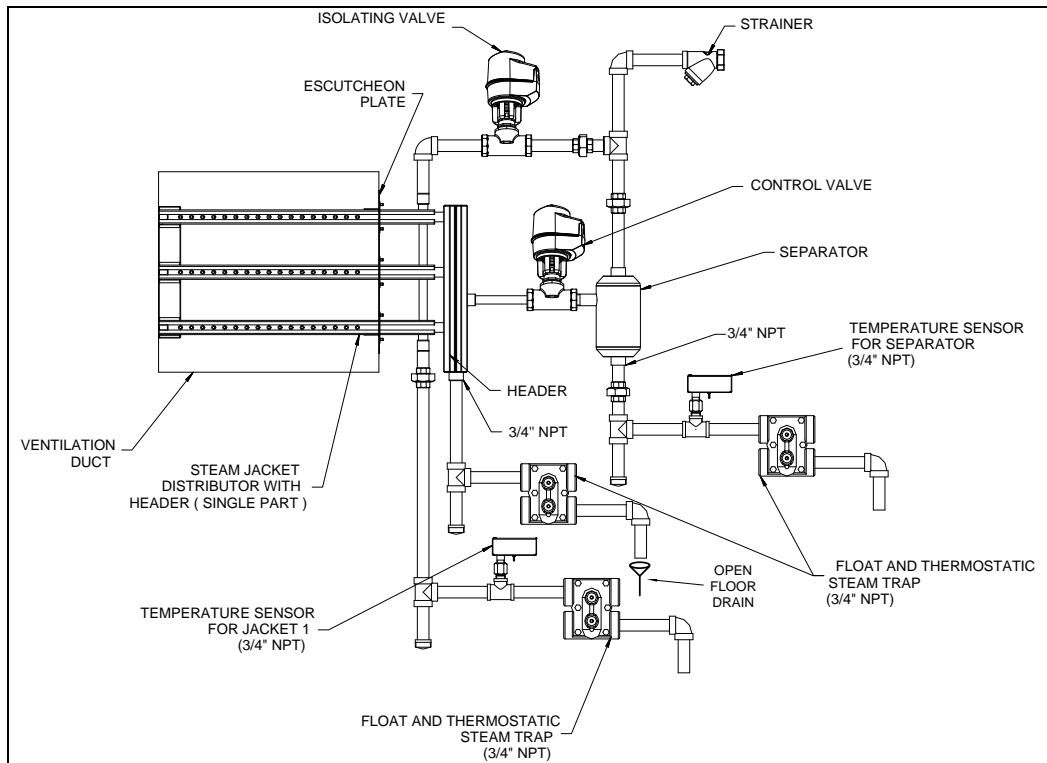 ISOLATING VALVE
STRAINER
ESCUTCHEON
PLATE
CONTROL VALVE
SEPARATOR
3/4" NPT
TEMPERATURE SENSOR
FOR SEPARATOR
(3/4" NPT)
HEADER
3/4" NPT
VENTILATION
DUCT
STEAM JACKET
DISTRIBUTOR WITH
HEADER ( SINGLE PART )
OPEN
FLOOR
DRAIN
FLOAT AND THERMOSTATIC
STEAM TRAP
(3/4" NPT)
TEMPERATURE SENSOR
FOR JACKET 1
(3/4" NPT)
FLOAT AND THERMOSTATIC
STEAM TRAP
(3/4" NPT)